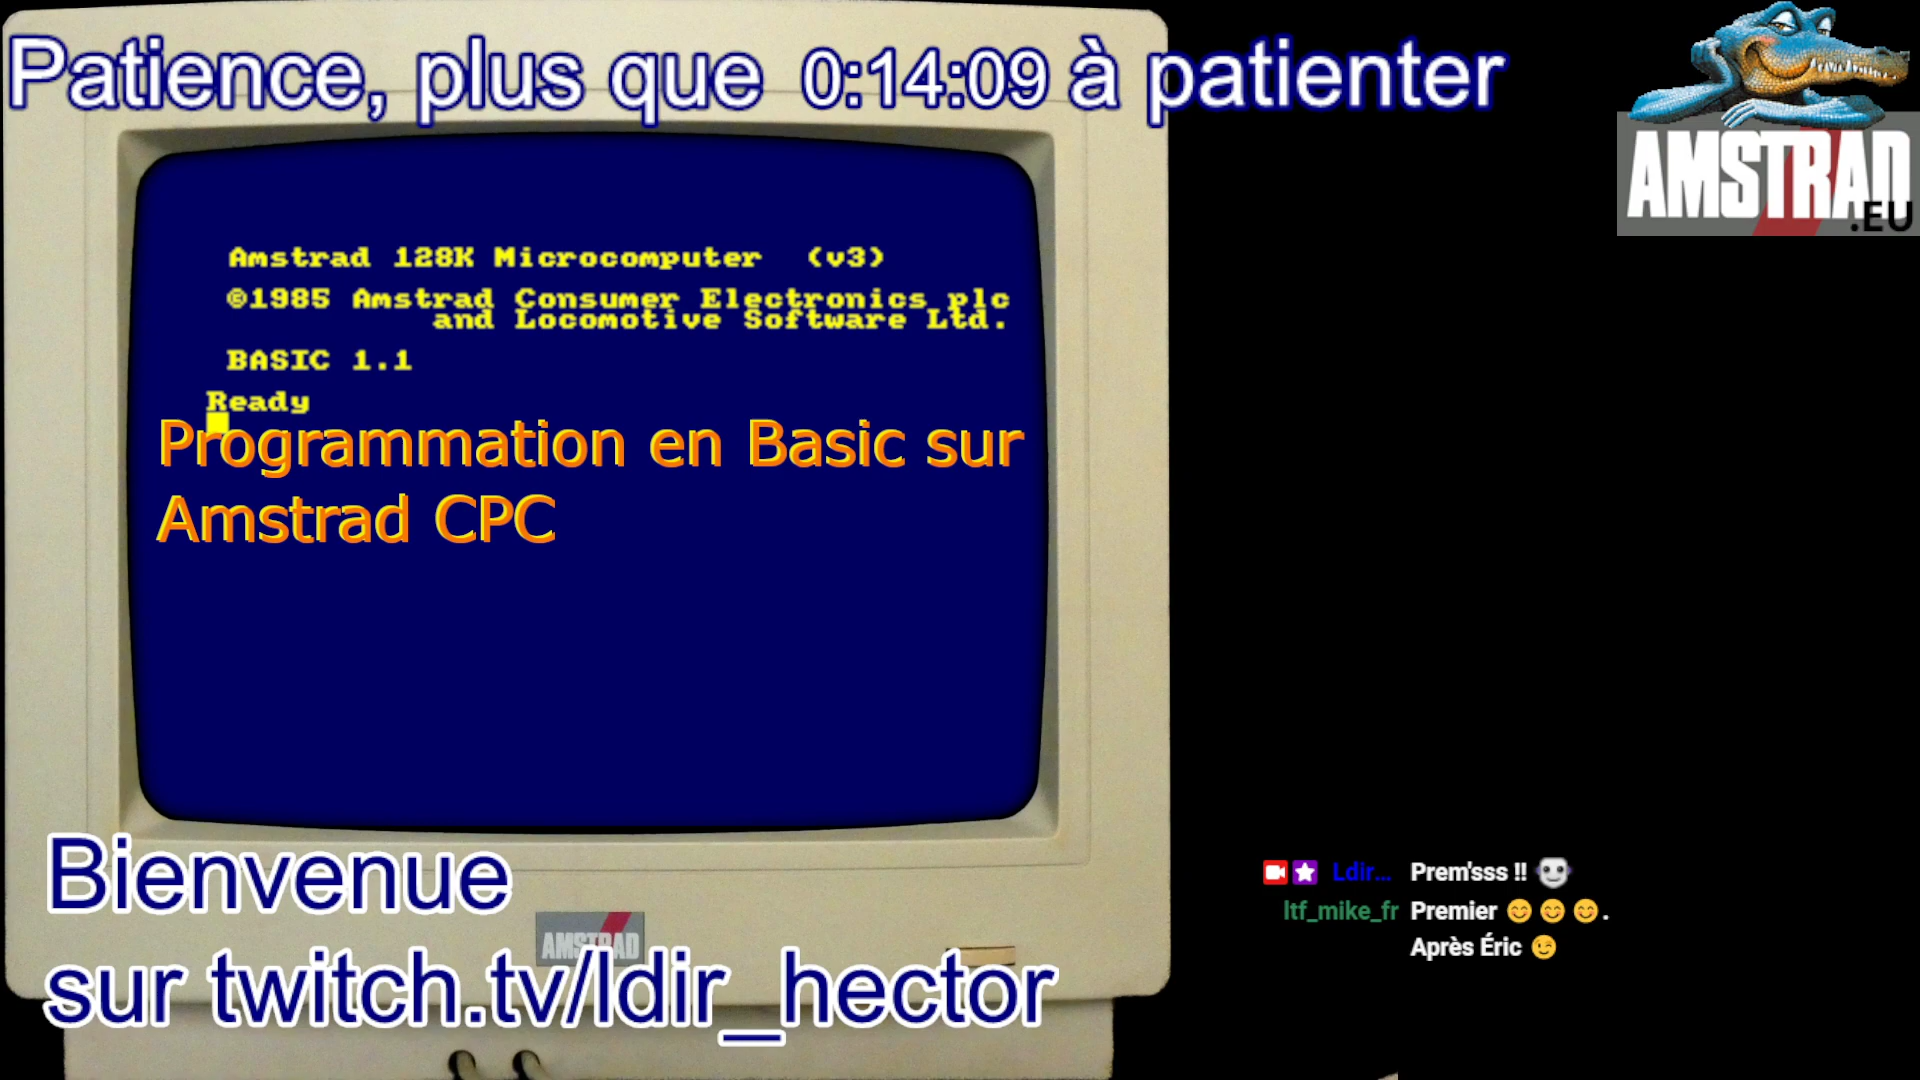 Patience, plus que 0:14:09 à patienter
AMSTRAD
.EU
Amstrad 128K Microcomputer (v3)
©1985 Amstrad Consumer Electronics plc
and Locomotive Software Ltd.
BASIC 1.1
Ready
Programmation en Basic sur
Amstrad CPC
Bienvenue
AMSTRAD
sur twitch.tv/ldir_hector
Ldir... Prem'sss !!
ltf_mike_fr Premier 😊 😊 😊 .
Après Éric 😉